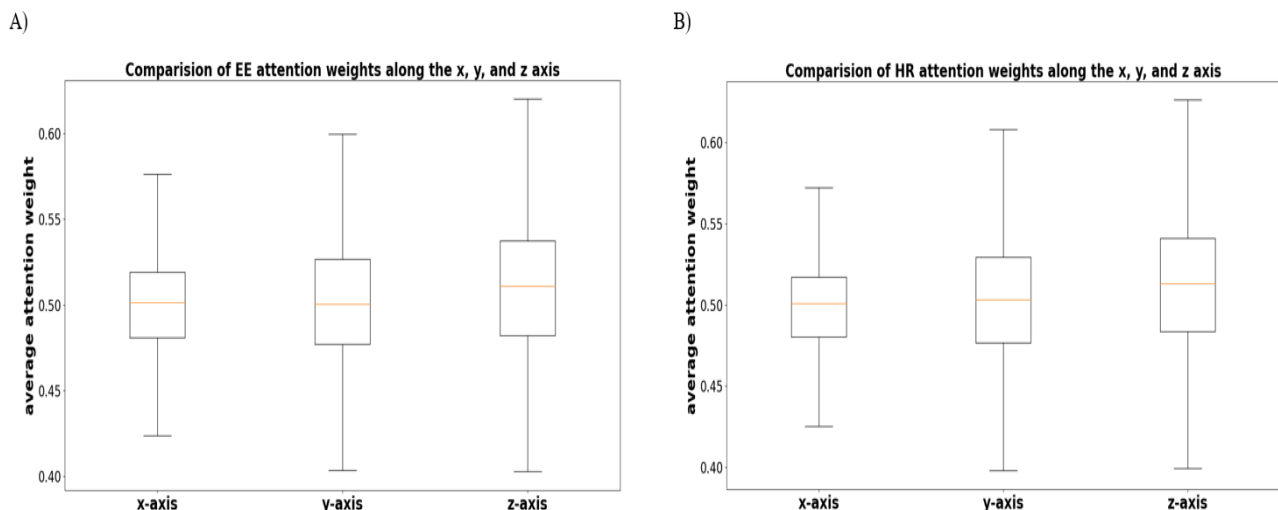 A)
B)
Comparision of EE attention weights along the x, y, and z axis
average attention weight
0.60
0.55
0.50
0.45
0.40
x-axis
y-axis
z-axis
Comparision of HR attention weights along the x, y, and z axis
average attention weight
0.60
0.55
0.50
0.45
0.40
x-axis
y-axis
z-axis